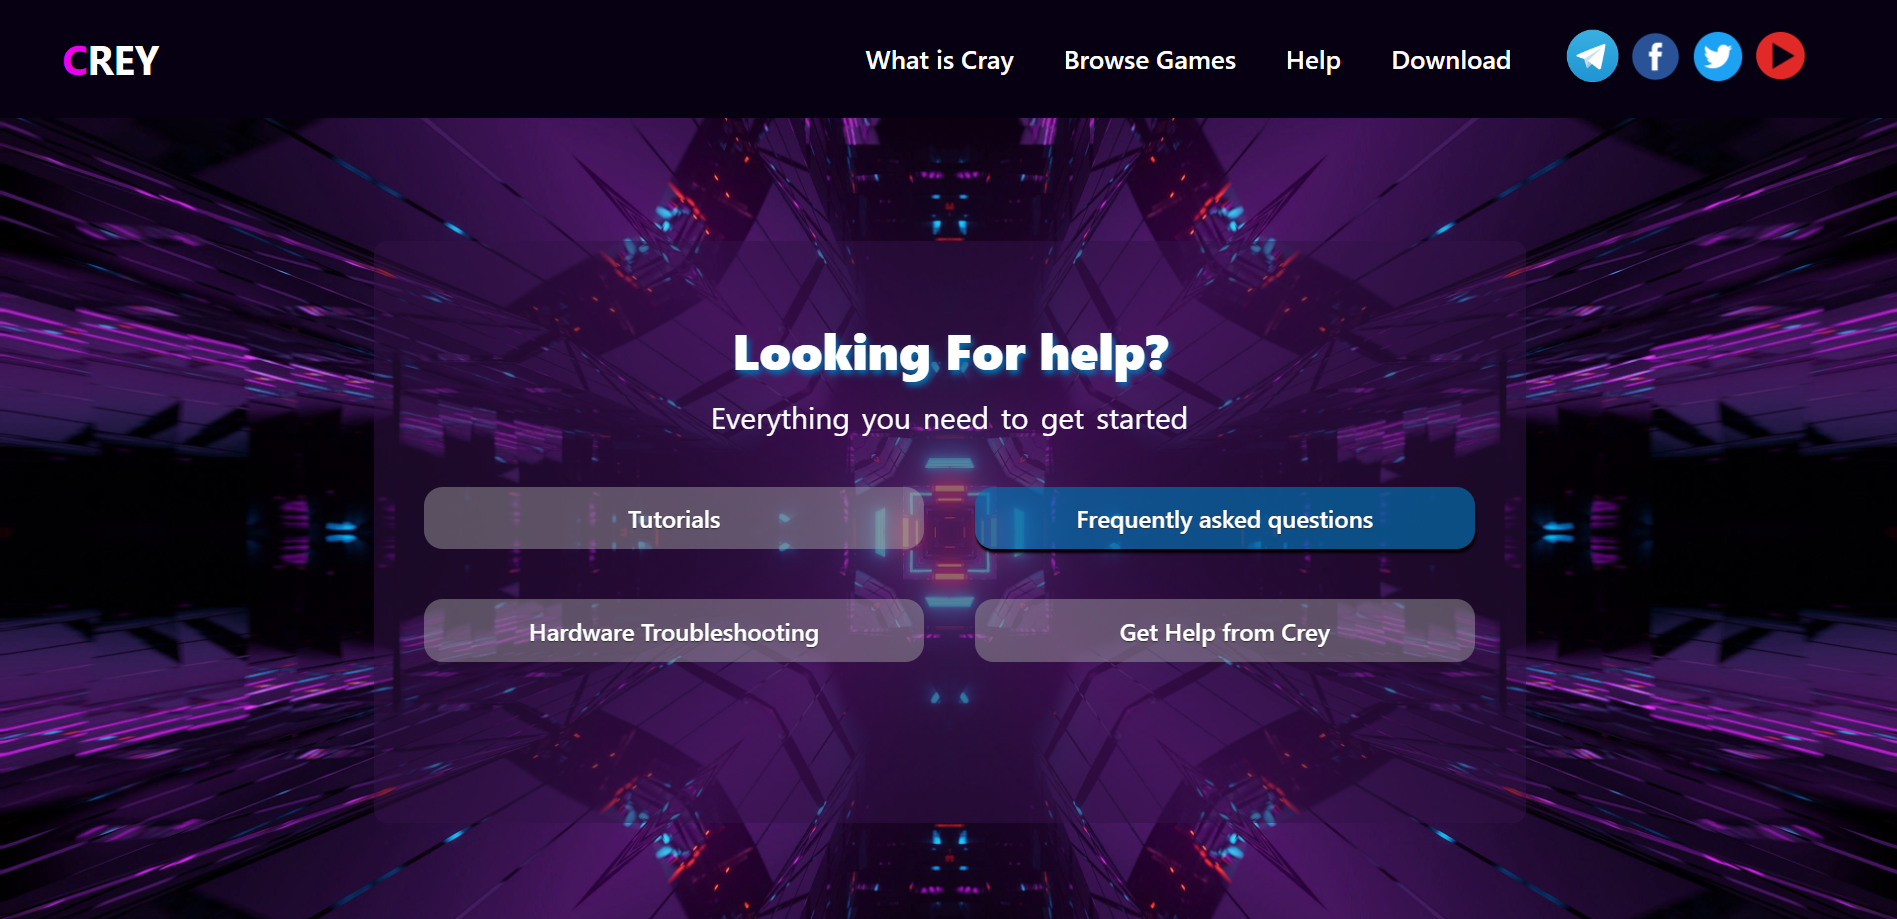 CREY
What is Cray
Browse Games
Help
Download
Looking For help?
Everything you need to get started
Tutorials
Frequently asked questions
Hardware Troubleshooting
Get Help from Crey